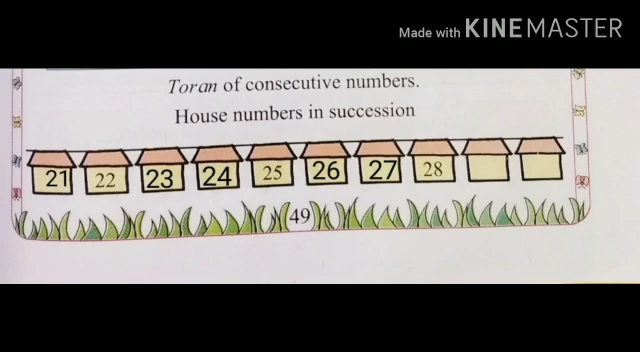 Made with KINEMASTER
Toran of consecutive numbers.
House numbers in succession
21 22 23 24 25 26 27 28
49